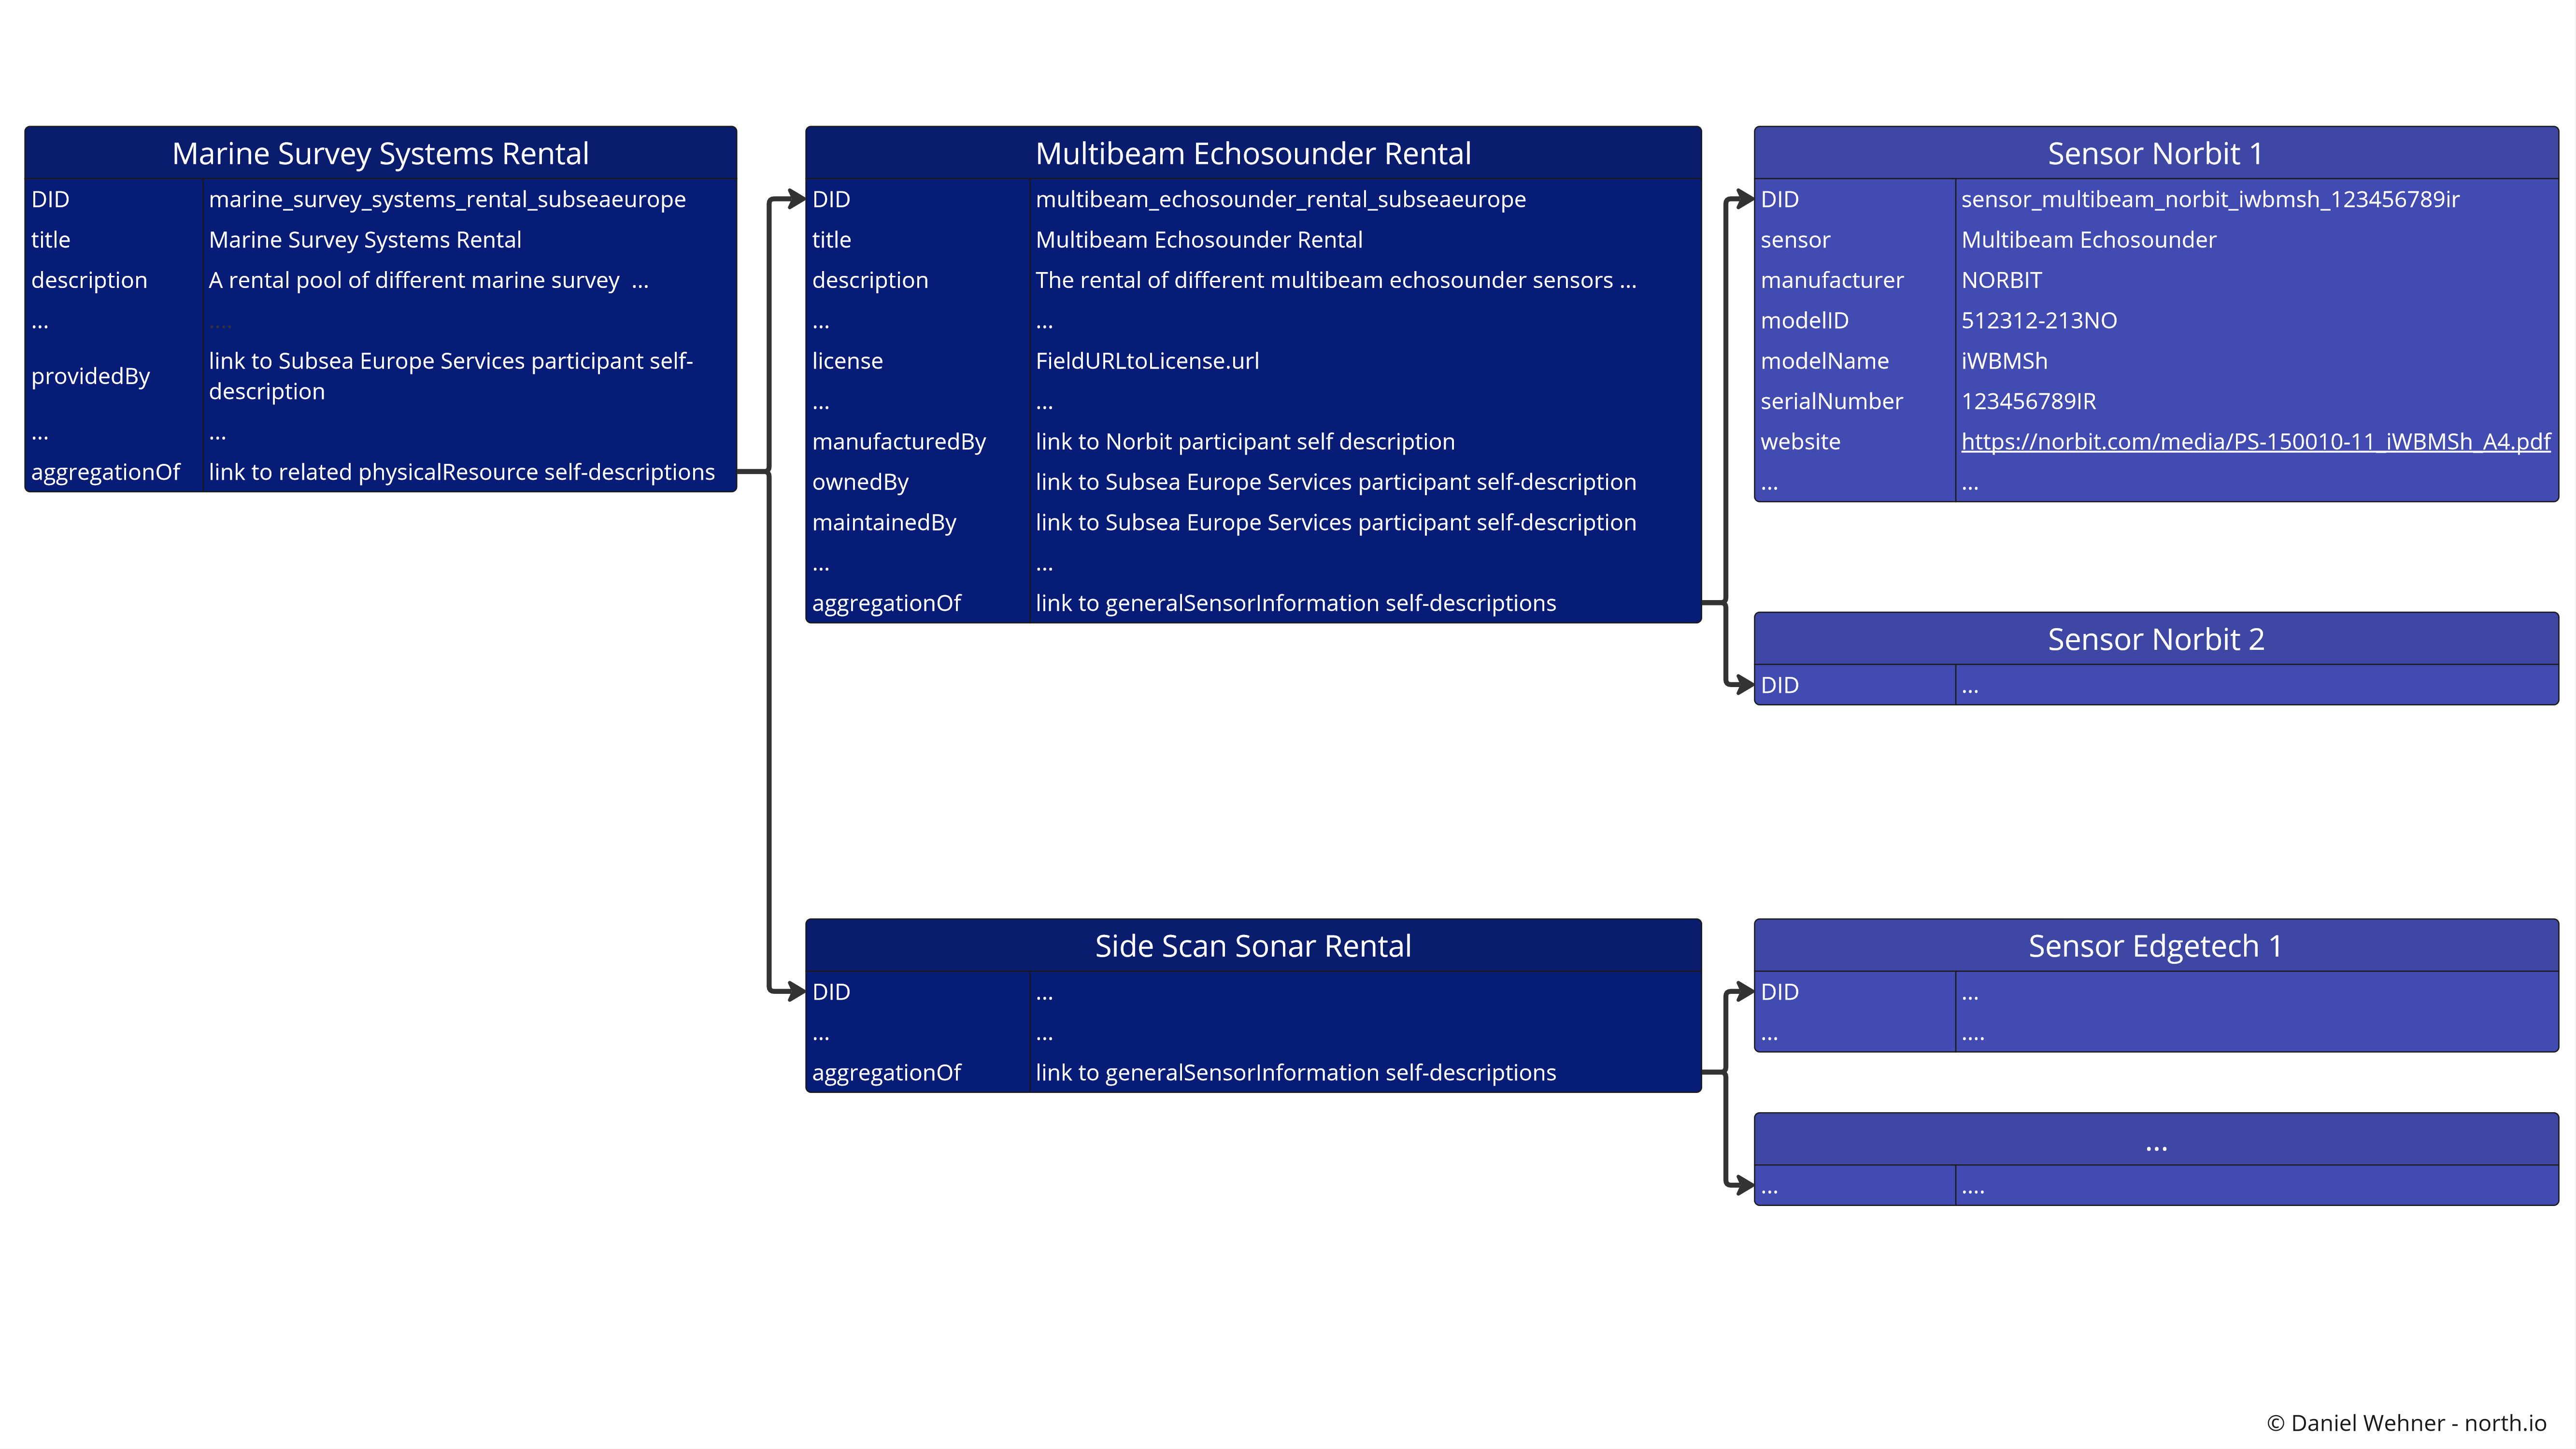 Marine Survey Systems Rental
DID marine_survey_systems_rental_subseaeurope
title Marine Survey Systems Rental
description A rental pool of different marine survey ...
... ....
providedBy link to Subsea Europe Services participant self-
description
... ...
aggregationOf link to related physicalResource self-descriptions
Multibeam Echosounder Rental
DID multibeam_echosounder_rental_subseaeurope
title Multibeam Echosounder Rental
description The rental of different multibeam echosounder sensors ...
... ...
license FieldURLtoLicense.url
... ...
manufacturedBy link to Norbit participant self description
ownedBy link to Subsea Europe Services participant self-description
maintainedBy link to Subsea Europe Services participant self-description
... ...
aggregationOf link to generalSensorInformation self-descriptions
Sensor Norbit 1
DID sensor_multibeam_norbit_iwbmsh_123456789ir
sensor Multibeam Echosounder
manufacturer NORBIT
modelID 512312-213NO
modelName iWBMSh
serialNumber 123456789IR
website https://norbit.com/media/PS-150010-11_iWBMSh_A4.pdf
... ...
Sensor Norbit 2
DID ...
Side Scan Sonar Rental
DID ...
... ...
aggregationOf link to generalSensorInformation self-descriptions
Sensor Edgetech 1
DID ...
... ....
...
... ....
© Daniel Wehner - north.io